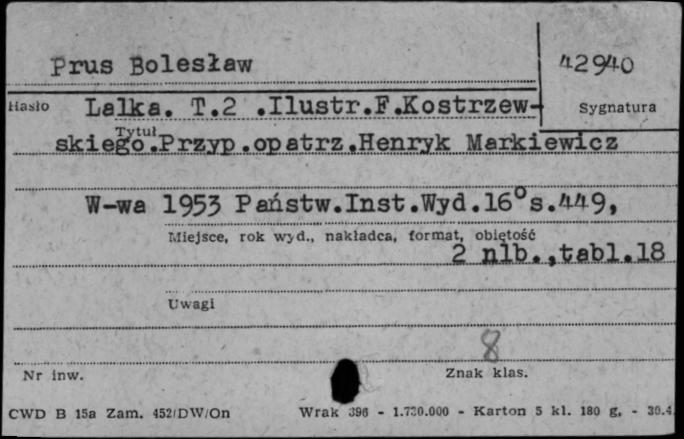 Prus Bolesław
42940
Hasło
Lalka. T.2 .Ilustr.F.Kostrzew-
Sygnatura
Tytuł
skiego.Przyp.opatrz.Henryk Markiewicz
W-wa 1953 Państw.Inst.Wyd.16°s.449,
Miejsce, rok wyd., nakładca, format, objętość
2 nlb.,tabl.18
Uwagi
8
Nr inw.
Znak klas.
CWD B 15a Zam. 452/DW/On Wrak 396 - 1.720.000 - Karton 5 kl. 180 g. - 30.4